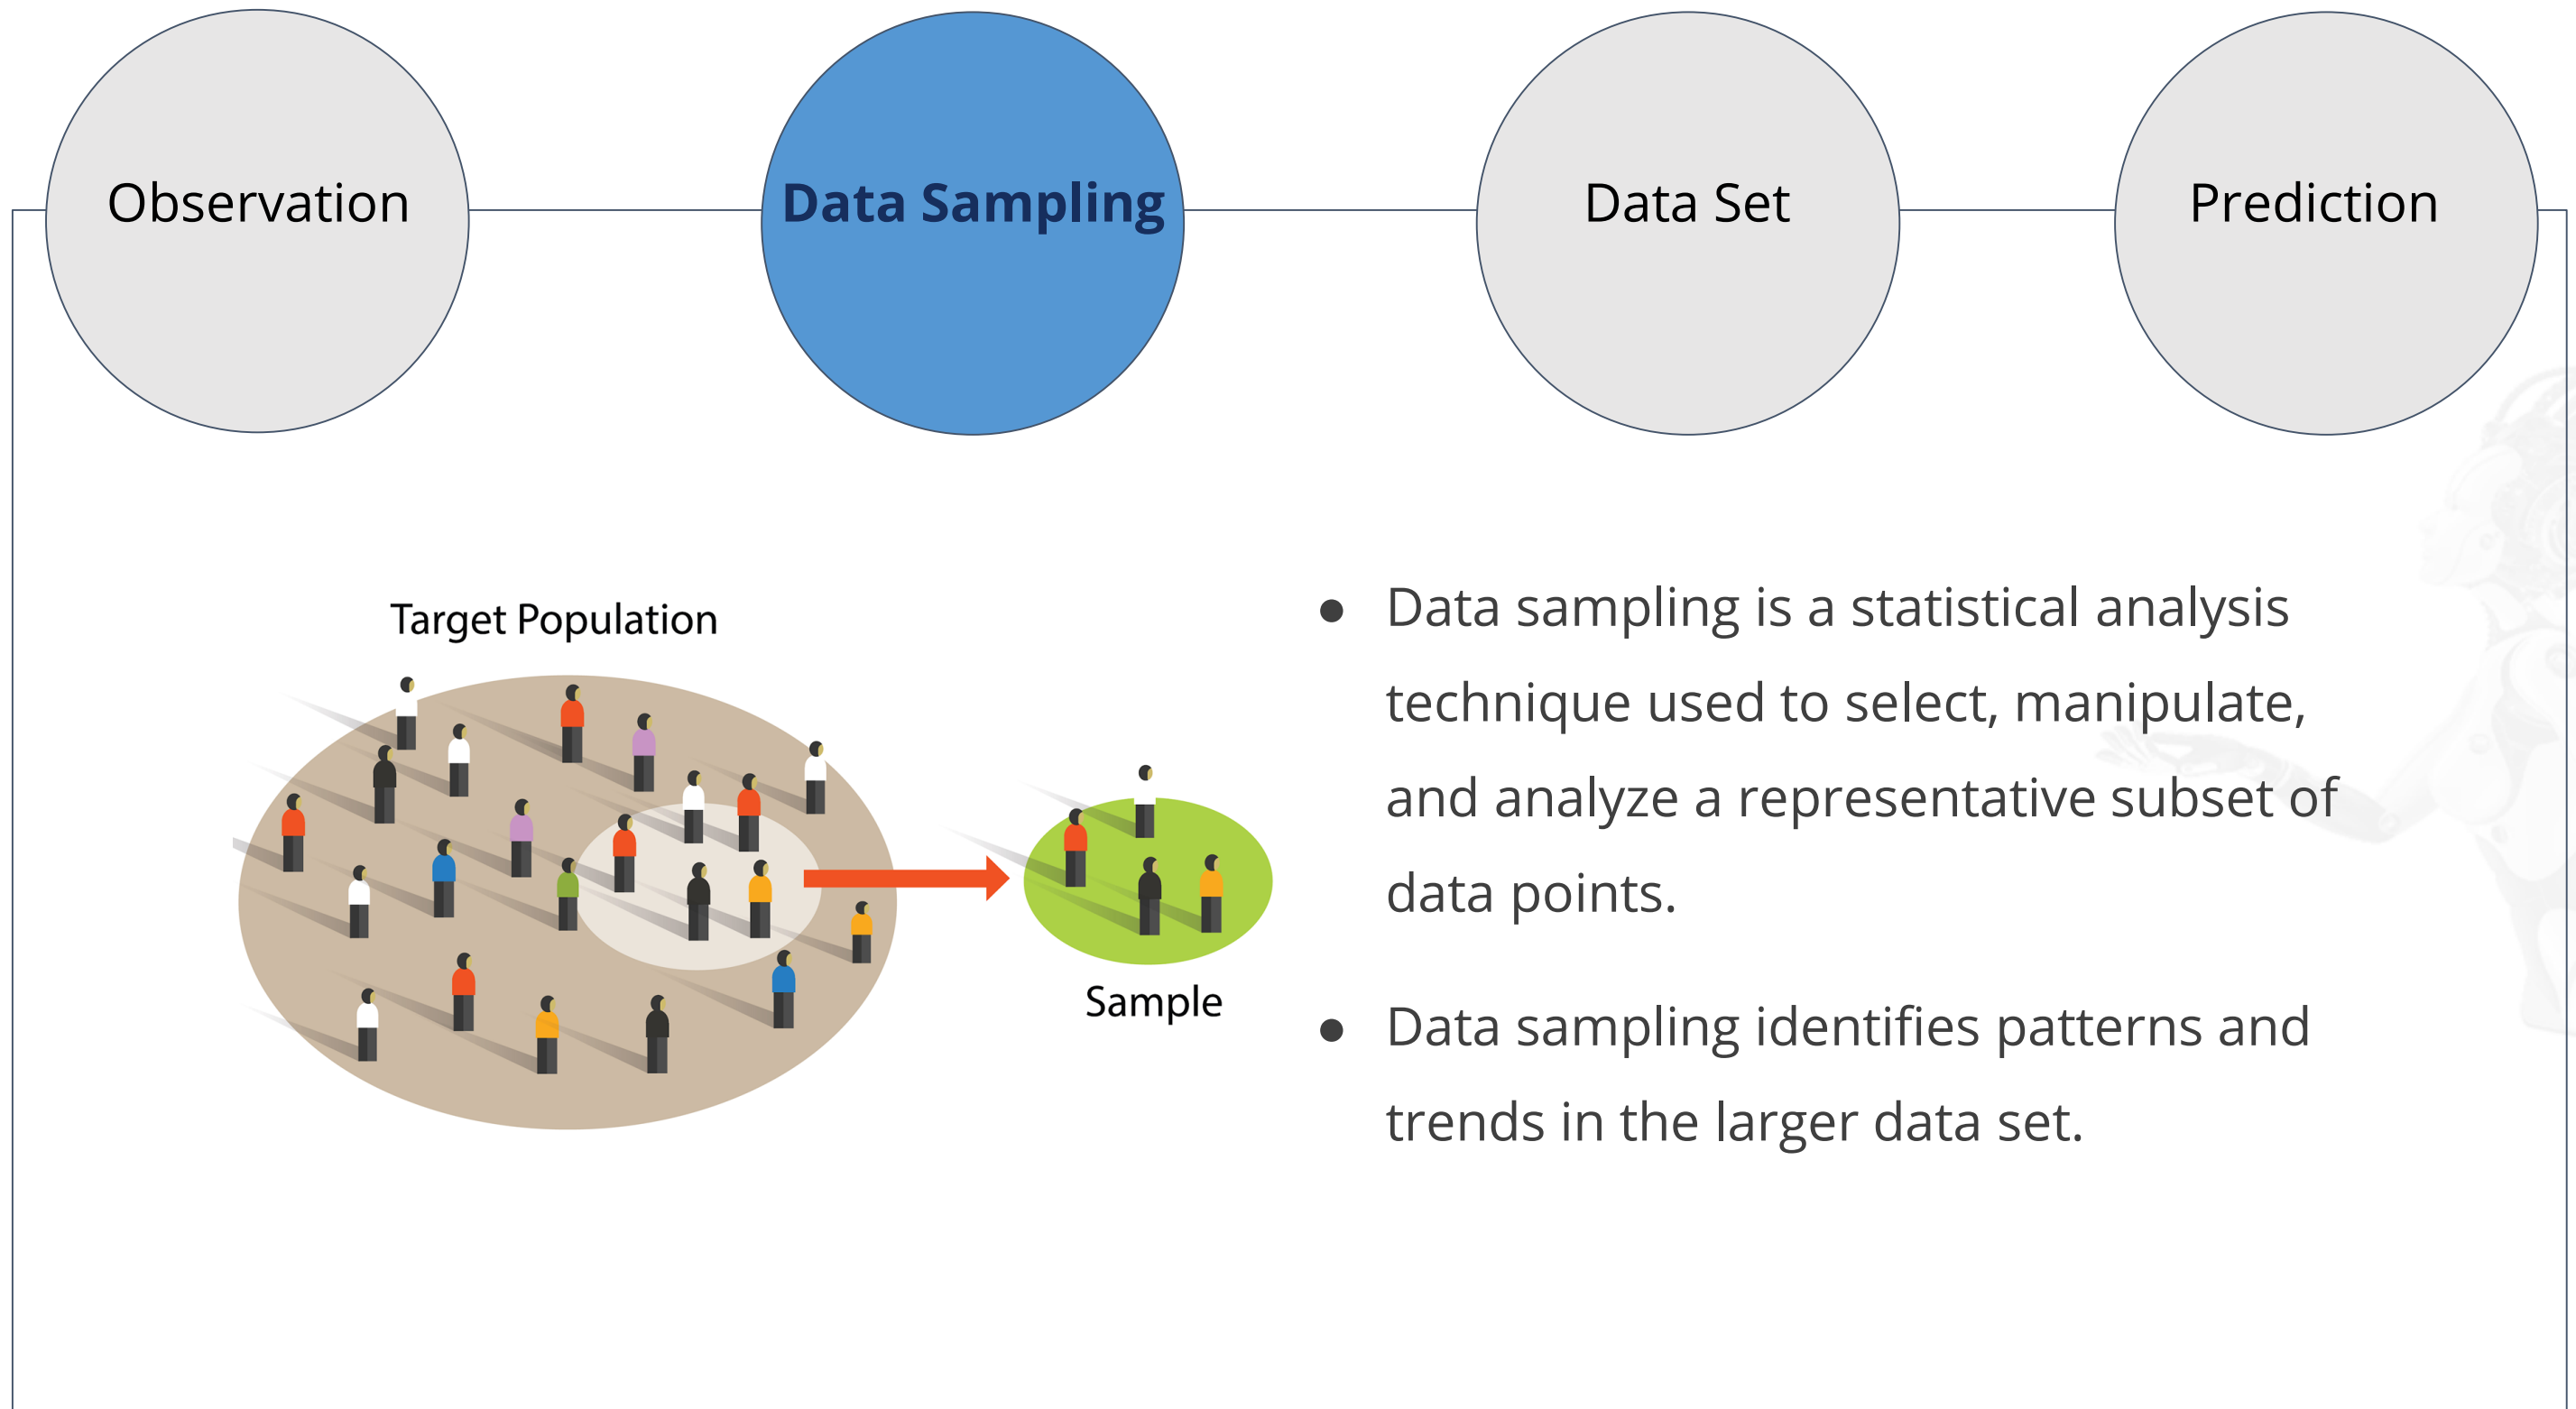 Observation
Data Sampling
Data Set
Prediction
Target Population
Sample
● Data sampling is a statistical analysis
technique used to select, manipulate,
and analyze a representative subset of
data points.
● Data sampling identifies patterns and
trends in the larger data set.